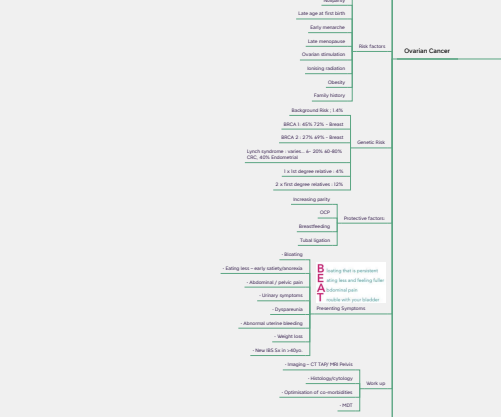 Late age at first birth
Early menarche
Late menopause
Ovarian stimulation
Ionising radiation
Obesity
Family history
Risk factors
Ovarian Cancer
Background Risk ; 1.4%
BRCA 1: 45% 72% - Breast
BRCA 2 : 27% 69% - Breast
Lynch syndrome : varies... 20% 60-80%
CRC, 40% Endometrial
1 x 1st degree relative : 4%
2 x first degree relatives : 12%
Genetic Risk
Increasing parity
OCP
Breastfeeding
Tubal ligation
Protective factors:
- Bloating
- Eating less – early satiety/anorexia
- Abdominal / pelvic pain
- Urinary symptoms
- Dyspareunia
- Abnormal uterine bleeding
- Weight loss
- New IBS Sx in >40yo.
B loating that is persistent
E ating less and feeling fuller
A bdominal pain
T rouble with your bladder
Presenting Symptoms
- Imaging – CT TAP/ MRI Pelvis
- Histology/cytology
- Optimisation of co-morbidities
- MDT
Work up